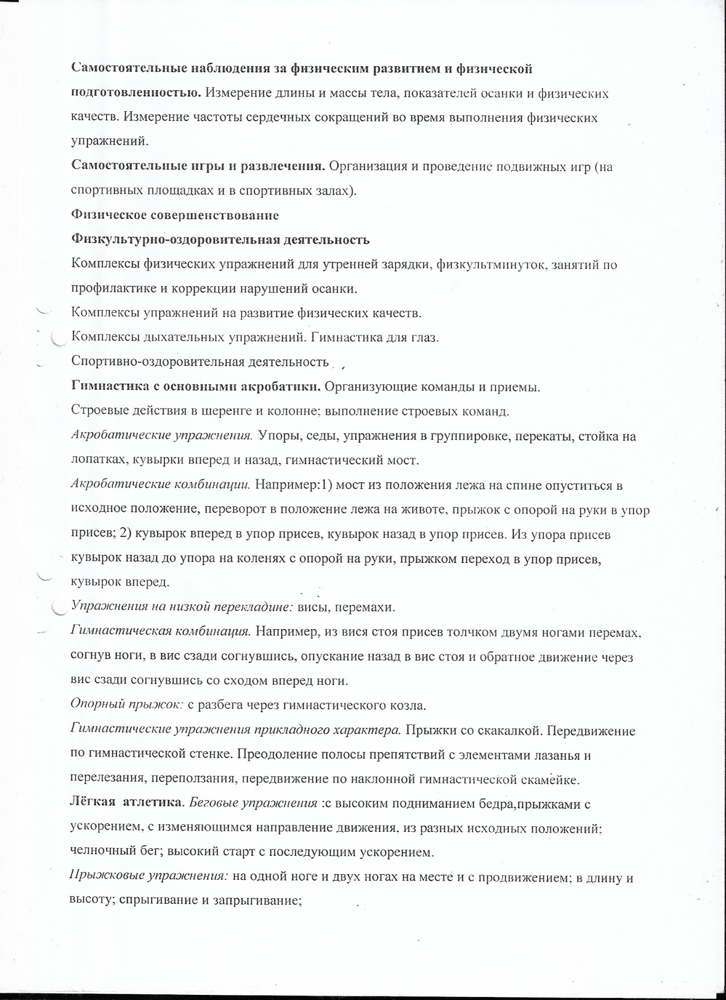 Самостоятельные наблюдения за физическим развитием и физической
подготовленностью. Измерение длины и массы тела, показателей осанки и физических
качеств. Измерение частоты сердечных сокращений во время выполнения физических
упражнений.
Самостоятельные игры и развлечения. Организация и проведение подвижных игр (на
спортивных площадках и в спортивных залах).
Физическое совершенствование
Физкультурно-оздоровительная деятельность
Комплексы физических упражнений для утренней зарядки, физкультминуток, занятий по
профилактике и коррекции нарушений осанки.
Комплексы упражнений на развитие физических качеств.
Комплексы дыхательных упражнений. Гимнастика для глаз.
Спортивно-оздоровительная деятельность
Гимнастика с основными акробатики. Организующие команды и приемы.
Строевые действия в шеренге и колонне; выполнение строевых команд.
Акробатические упражнения. Упоры, седы, упражнения в группировке, перекаты, стойка на
лопатках, кувырки вперед и назад, гимнастический мост.
Акробатические комбинации. Например:1) мост из положения лежа на спине опуститься в
исходное положение, переворот в положение лежа на животе, прыжок с опорой на руки в упор
присев; 2) кувырок вперед в упор присев, кувырок назад в упор присев. Из упора присев
кувырок назад до упора на коленях с опорой на руки, прыжком переход в упор присев,
кувырок вперед.
Упражнения на низкой перекладине: висы, перемахи.
Гимнастическая комбинация. Например, из вися стоя присев толчком двумя ногами перемах,
согнув ноги, в вис сзади согнувшись, опускание назад в вис стоя и обратное движение через
вис сзади согнувшись со сходом вперед ноги.
Опорный прыжок: с разбега через гимнастического козла.
Гимнастические упражнения прикладного характера. Прыжки со скакалкой. Передвижение
по гимнастической стенке. Преодоление полосы препятствий с элементами лазанья и
перелезания, переползания, передвижение по наклонной гимнастической скамейке.
Лёгкая атлетика. Беговые упражнения :с высоким подниманием бедра,прыжками с
ускорением, с изменяющимся направление движения, из разных исходных положений;
челночный бег; высокий старт с последующим ускорением.
Прыжковые упражнения: на одной ноге и двух ногах на месте и с продвижением; в длину и
высоту; спрыгивание и запрыгивание;